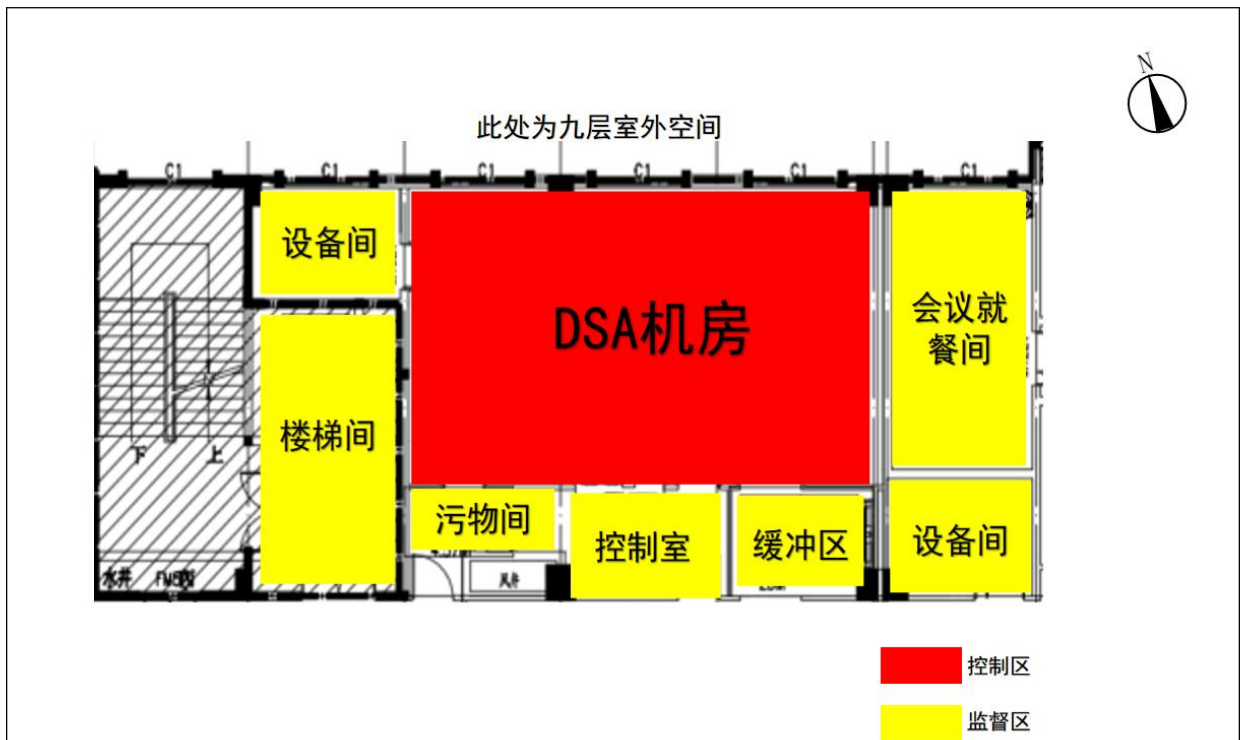 N
此处为九层室外空间
C1
C1
C1
C1
C1
设备间
DSA机房
会议就
餐间
楼梯间
下
上
污物间
控制室
缓冲区
设备间
水井
风井
控制区
监督区